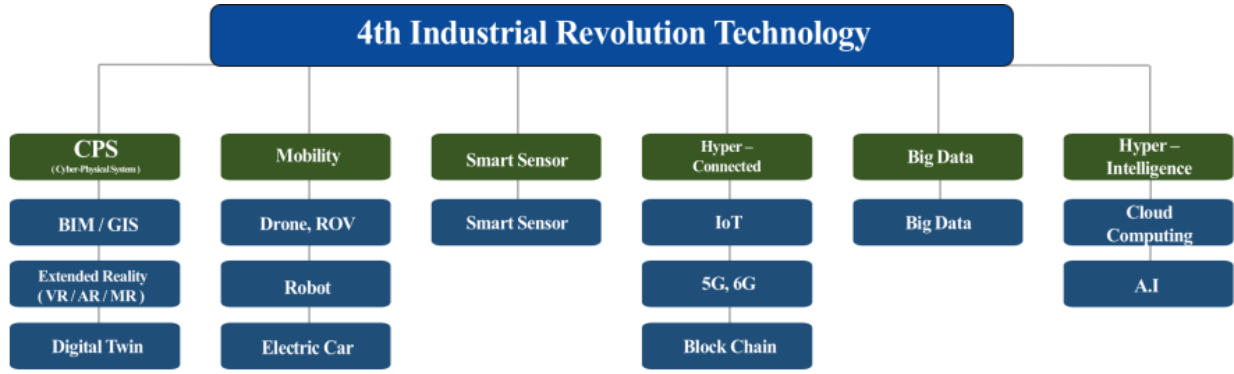 4th Industrial Revolution Technology
CPS
( Cyber-Physical System )
Mobility
Smart Sensor
Hyper –
Connected
Big Data
Hyper –
Intelligence
BIM / GIS
Drone, ROV
Smart Sensor
IoT
Big Data
Cloud
Computing
Extended Reality
( VR / AR / MR )
Robot
5G, 6G
A.I
Digital Twin
Electric Car
Block Chain